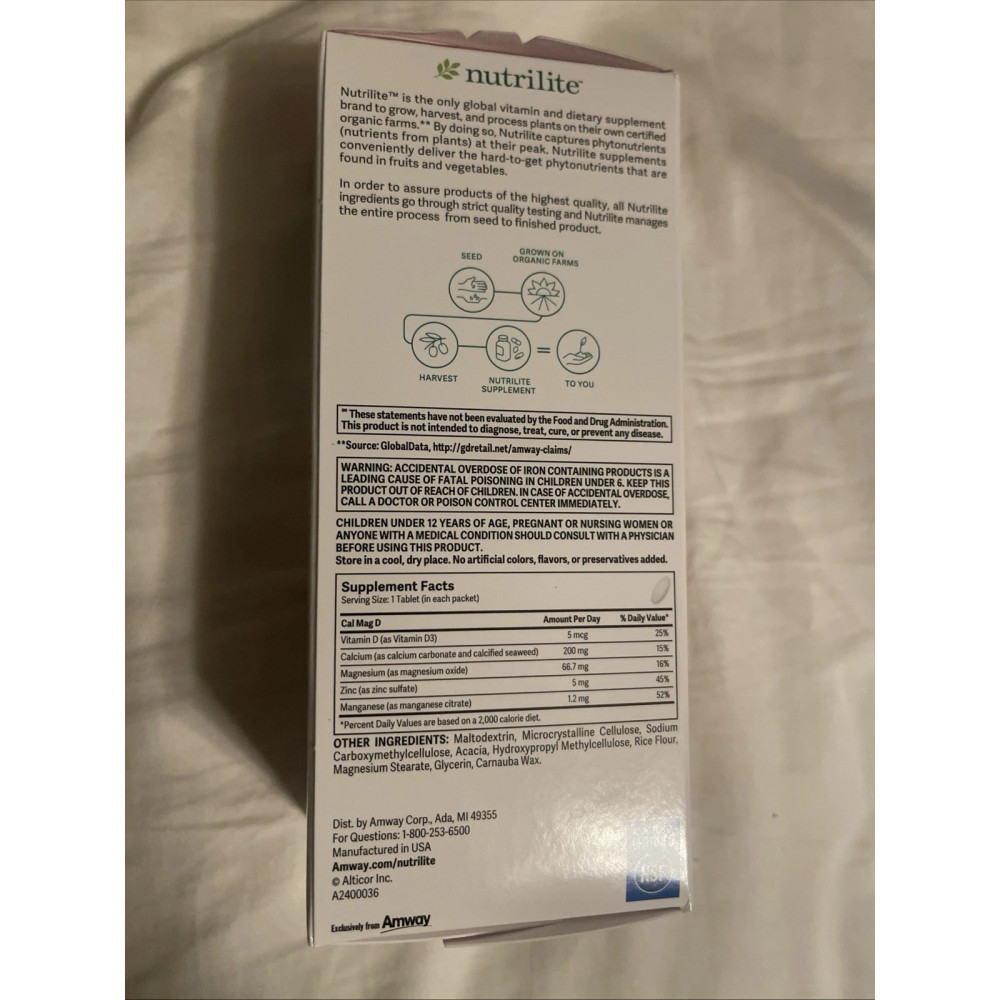 nutrilite™
Nutrilite™ is the only global vitamin and dietary supplement
brand to grow, harvest, and process plants on their own certified
organic farms.** By doing so, Nutrilite captures phytonutrients
(nutrients from plants) at their peak. Nutrilite supplements
conveniently deliver the hard-to-get phytonutrients that are
found in fruits and vegetables.
In order to assure products of the highest quality, all Nutrilite
ingredients go through strict quality testing and Nutrilite manages
the entire process from seed to finished product.
SEED
GROWN ON
ORGANIC FARMS
=
HARVEST
NUTRILITE
SUPPLEMENT
TO YOU
These statements have not been evaluated by the Food and Drug Administration.
This product is not intended to diagnose, treat, cure, or prevent any disease.
**Source: GlobalData, http://gdretail.net/amway-claims/
WARNING: ACCIDENTAL OVERDOSE OF IRON CONTAINING PRODUCTS IS A
LEADING CAUSE OF FATAL POISONING IN CHILDREN UNDER 6. KEEP THIS
PRODUCT OUT OF REACH OF CHILDREN. IN CASE OF ACCIDENTAL OVERDOSE,
CALL A DOCTOR OR POISON CONTROL CENTER IMMEDIATELY.
CHILDREN UNDER 12 YEARS OF AGE, PREGNANT OR NURSING WOMEN OR
ANYONE WITH A MEDICAL CONDITION SHOULD CONSULT WITH A PHYSICIAN
BEFORE USING THIS PRODUCT.
Store in a cool, dry place. No artificial colors, flavors, or preservatives added.
Supplement Facts
Serving Size: 1 Tablet (in each packet)
Cal Mag D Amount Per Day % Daily Value*
Vitamin D (as Vitamin D3) 5 mcg 25%
Calcium (as calcium carbonate and calcified seaweed) 200 mg 15%
Magnesium (as magnesium oxide) 66.7 mg 16%
Zinc (as zinc sulfate) 5 mg 45%
Manganese (as manganese citrate) 1.2 mg 52%
*Percent Daily Values are based on a 2,000 calorie diet.
OTHER INGREDIENTS: Maltodextrin, Microcrystalline Cellulose, Sodium
Carboxymethylcellulose, Acacia, Hydroxypropyl Methylcellulose, Rice Flour,
Magnesium Stearate, Glycerin, Carnauba Wax.
Dist. by Amway Corp., Ada, MI 49355
For Questions: 1-800-253-6500
Manufactured in USA
Amway.com/nutrilite
© Alticor Inc.
A2400036
NSF
Exclusively from Amway